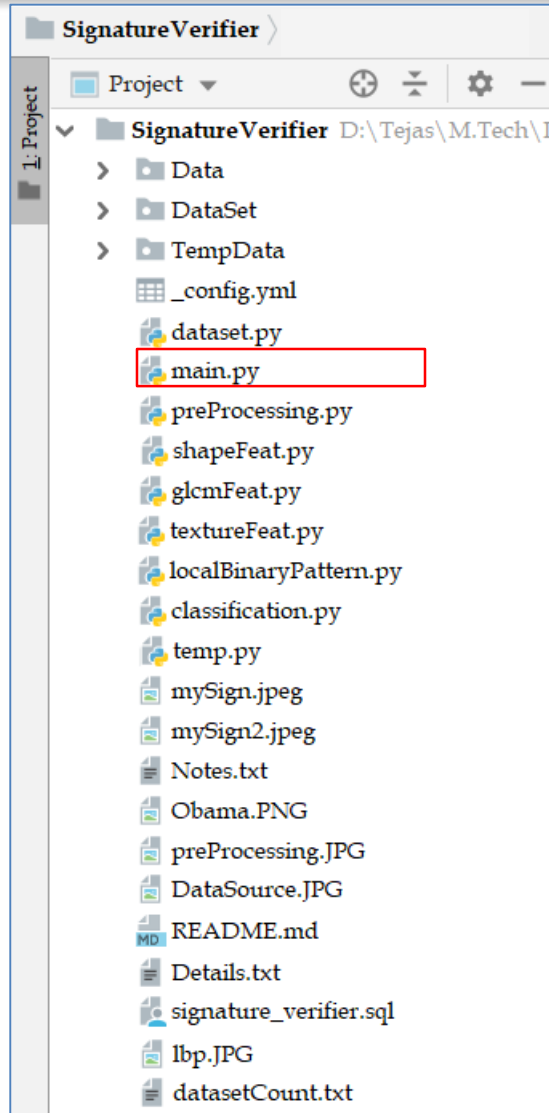 SignatureVerifier
1: Project
Project
SignatureVerifier D:\Tejas\M.Tech\
Data
DataSet
TempData
_config.yml
dataset.py
main.py
preProcessing.py
shapeFeat.py
glcmFeat.py
textureFeat.py
localBinaryPattern.py
classification.py
temp.py
mySign.jpeg
mySign2.jpeg
Notes.txt
Obama.PNG
preProcessing.JPG
DataSource.JPG
MD README.md
Details.txt
signature_verifier.sql
lbp.JPG
datasetCount.txt